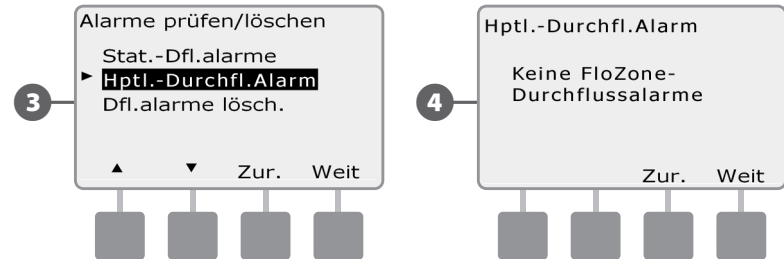 Alarme prüfen/löschen
Stat.-Dfl.alarme
► Hptl.-Durchfl.Alarm
Dfl.alarme lösch.
▲ ▼ Zur. Weit
3
Hptl.-Durchfl.Alarm
Keine FloZone-
Durchflussalarme
Zur. Weit
4